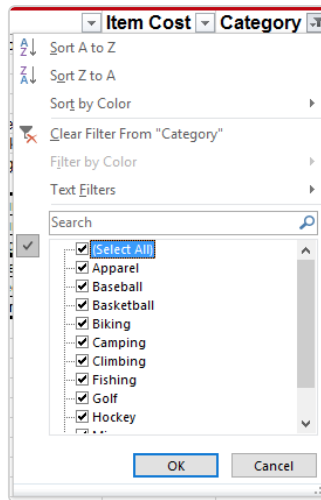 Item Cost Category
Sort A to Z
Sort Z to A
Sort by Color
Clear Filter From "Category"
Filter by Color
Text Filters
Search
(Select All)
Apparel
Baseball
Basketball
Biking
Camping
Climbing
Fishing
Golf
Hockey
OK Cancel